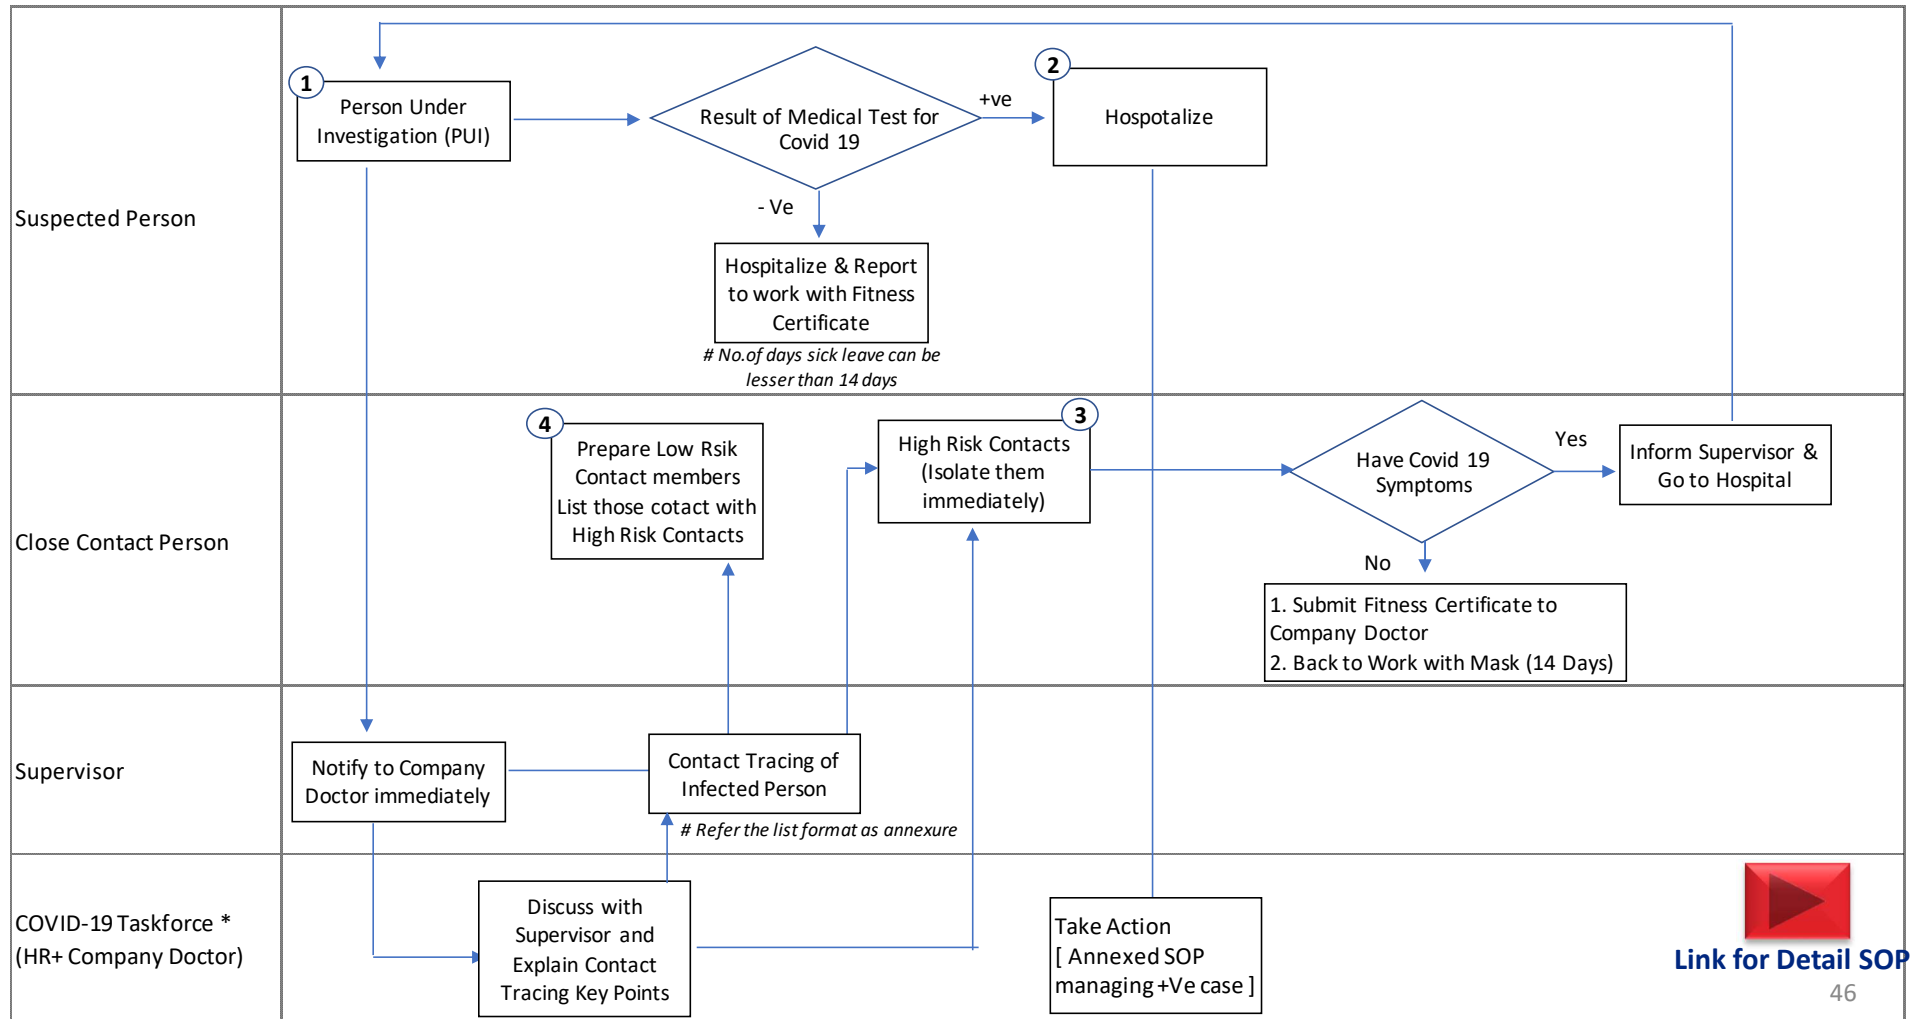 Suspected Person
1
Person Under
Investigation (PUI)
Result of Medical Test for
Covid 19
+ve
2
Hospotalize
- Ve
Hospitalize & Report
to work with Fitness
Certificate
# No.of days sick leave can be
lesser than 14 days
Close Contact Person
4
Prepare Low Rsik
Contact members
List those cotact with
High Risk Contacts
3
High Risk Contacts
(Isolate them
immediately)
Have Covid 19
Symptoms
Yes
Inform Supervisor &
Go to Hospital
No
1. Submit Fitness Certificate to
Company Doctor
2. Back to Work with Mask (14 Days)
Supervisor
Notify to Company
Doctor immediately
Contact Tracing of
Infected Person
# Refer the list format as annexure
COVID-19 Taskforce *
(HR+ Company Doctor)
Discuss with
Supervisor and
Explain Contact
Tracing Key Points
Take Action
[ Annexed SOP
managing +Ve case ]
Link for Detail SOP
46